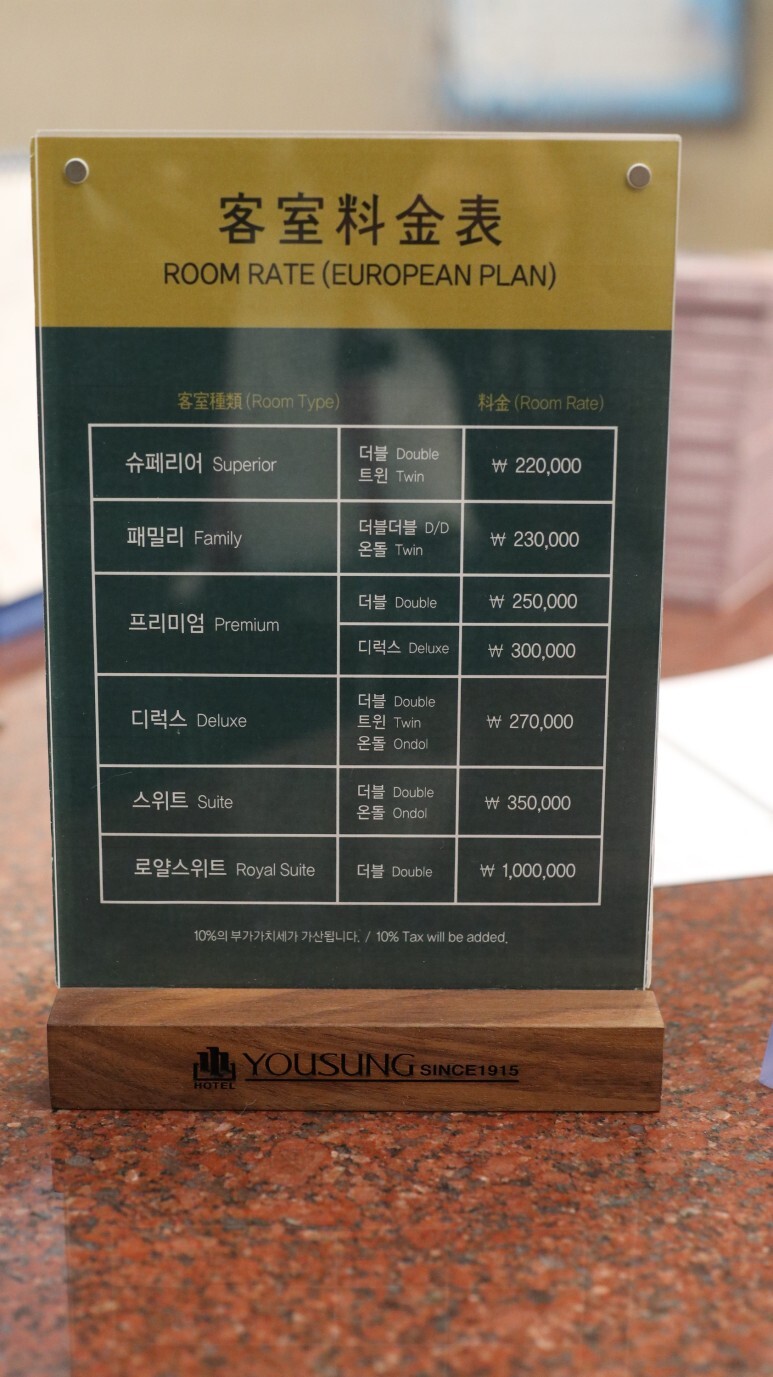 客室料金表
ROOM RATE (EUROPEAN PLAN)
客室種類 (Room Type) 料金 (Room Rate)
슈페리어 Superior
더블 Double
트윈 Twin
₩ 220,000
패밀리 Family
더블더블 D/D
온돌 Twin
₩ 230,000
프리미엄 Premium
더블 Double
₩ 250,000
디럭스 Deluxe
₩ 300,000
디럭스 Deluxe
더블 Double
트윈 Twin
온돌 Ondol
₩ 270,000
스위트 Suite
더블 Double
온돌 Ondol
₩ 350,000
로얄스위트 Royal Suite
더블 Double
₩ 1,000,000
10%의 부가가치세가 가산됩니다. / 10% Tax will be added.
HOTEL YOUSUNG SINCE1915